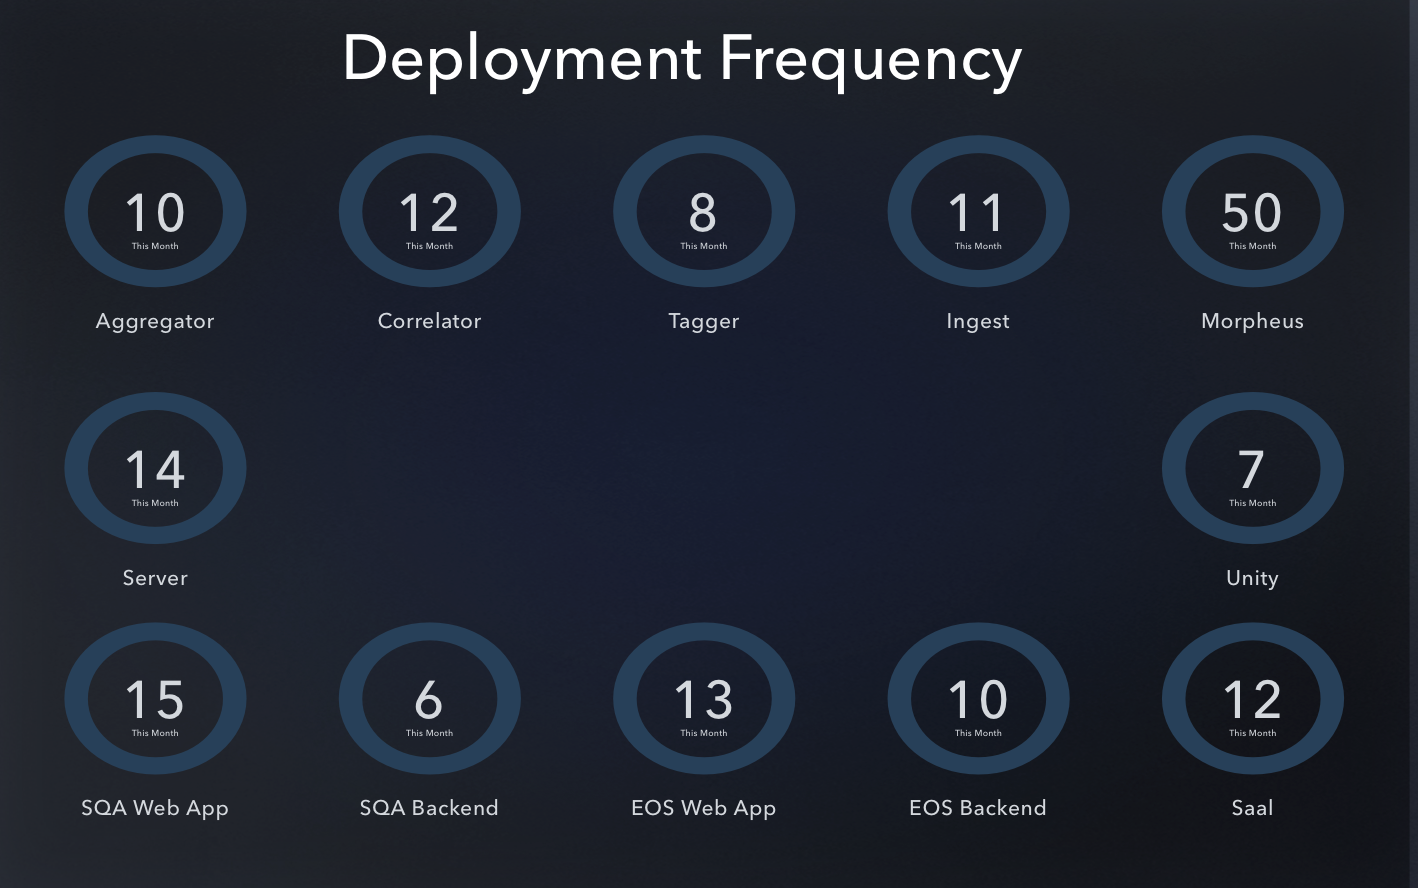 Deployment Frequency
10
This Month
Aggregator
12
This Month
Correlator
8
This Month
Tagger
11
This Month
Ingest
50
This Month
Morpheus
14
This Month
Server
7
This Month
Unity
15
This Month
SQA Web App
6
This Month
SQA Backend
13
This Month
EOS Web App
10
This Month
EOS Backend
12
This Month
Saal